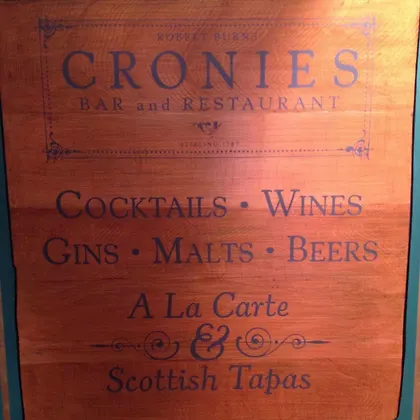 ROBERT BURNS
CRONIES
BAR and RESTAURANT
COCKTAILS • WINES
GINS • MALTS • BEERS
A La Carte
&
Scottish Tapas